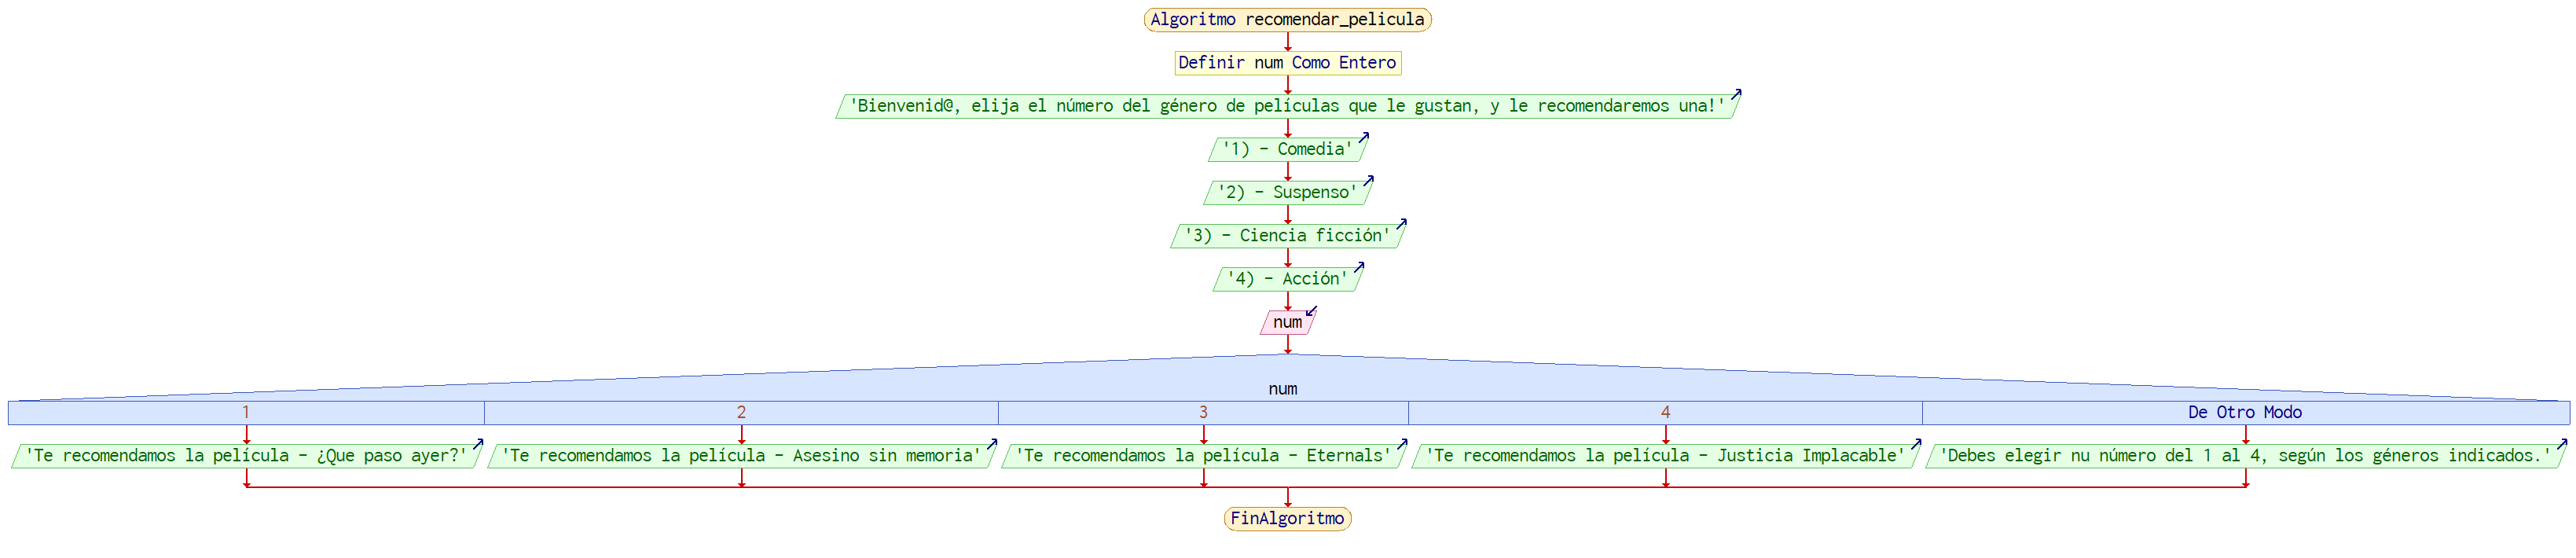 Algoritmo recomendar_pelicula
Definir num Como Entero
'Bienvenid@, elija el número del género de películas que le gustan, y le recomendaremos una!'
'1) - Comedia'
'2) - Suspenso'
'3) - Ciencia ficción'
'4) - Acción'
num
num
1
2
3
4
De Otro Modo
'Te recomendamos la película - ¿Que paso ayer?'
'Te recomendamos la película - Asesino sin memoria'
'Te recomendamos la película - Eternals'
'Te recomendamos la película - Justicia Implacable'
'Debes elegir nu número del 1 al 4, según los géneros indicados.'
FinAlgoritmo